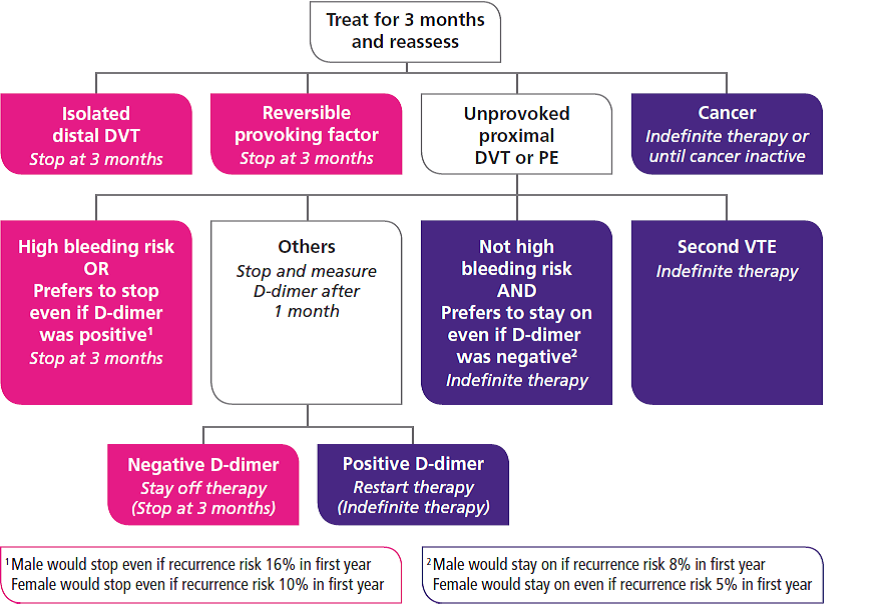 Treat for 3 months
and reassess
Isolated
distal DVT
Stop at 3 months
Reversible
provoking factor
Stop at 3 months
Unprovoked
proximal
DVT or PE
Cancer
Indefinite therapy or
until cancer inactive
High bleeding risk
OR
Prefers to stop
even if D-dimer
was positive¹
Stop at 3 months
Others
Stop and measure
D-dimer after
1 month
Not high
bleeding risk
AND
Prefers to stay on
even if D-dimer
was negative²
Indefinite therapy
Second VTE
Indefinite therapy
Negative D-dimer
Stay off therapy
(Stop at 3 months)
Positive D-dimer
Restart therapy
(Indefinite therapy)
¹ Male would stop even if recurrence risk 16% in first year
Female would stop even if recurrence risk 10% in first year
² Male would stay on if recurrence risk 8% in first year
Female would stay on even if recurrence risk 5% in first year